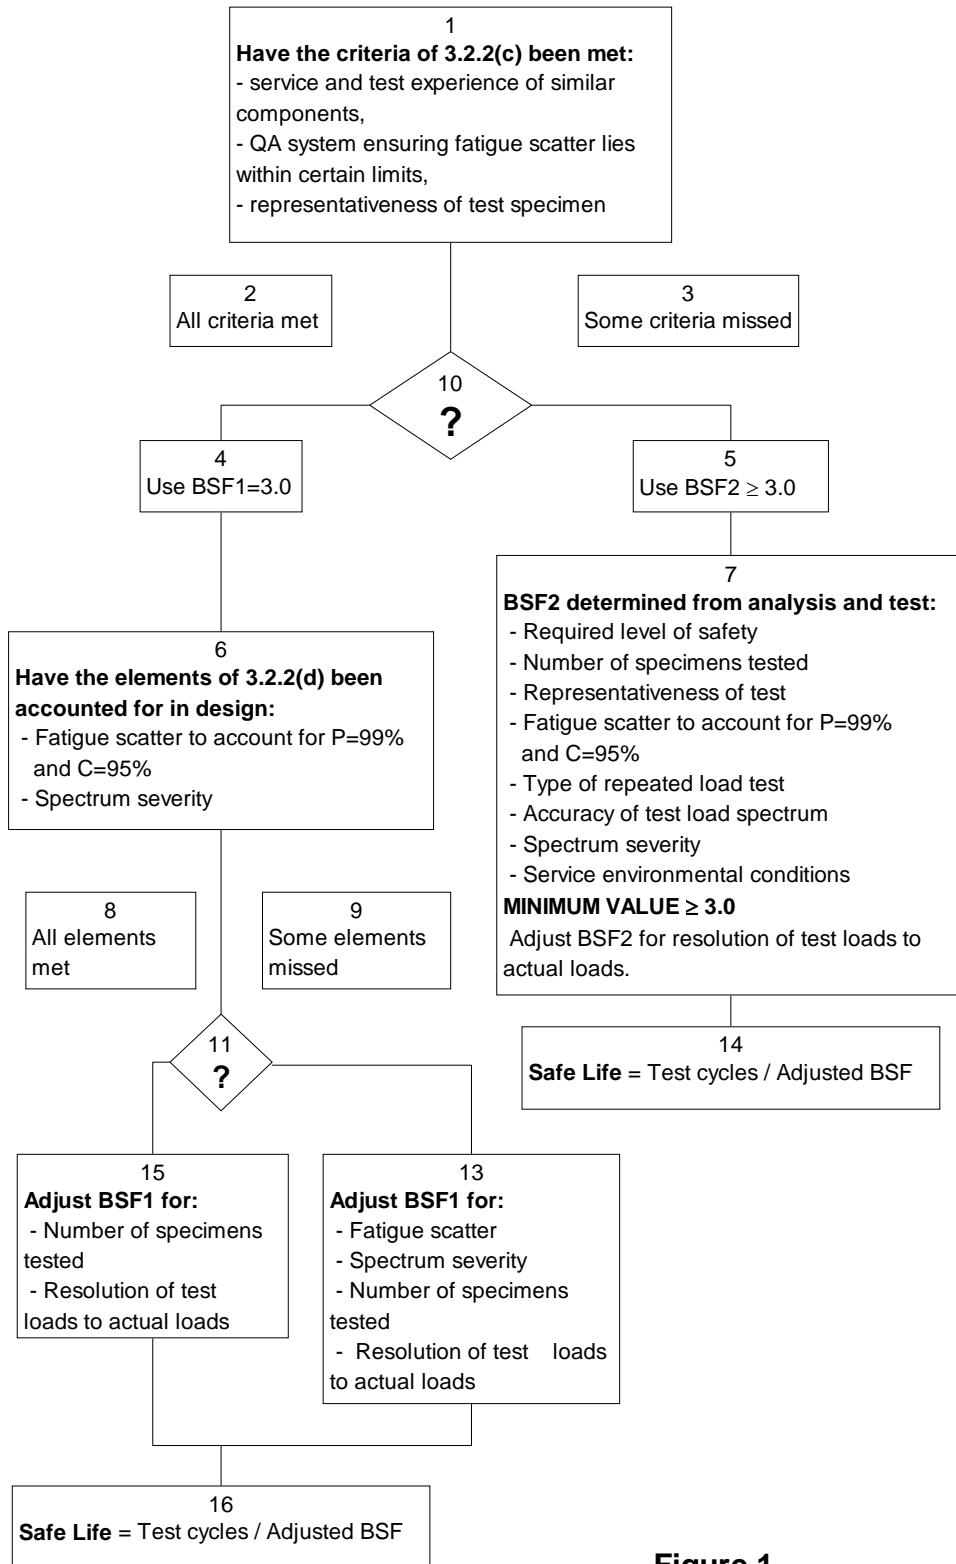 1
Have the criteria of 3.2.2(c) been met:
- service and test experience of similar
components,
- QA system ensuring fatigue scatter lies
within certain limits,
- representativeness of test specimen
2
All criteria met
3
Some criteria missed
10
?
4
Use BSF1=3.0
5
Use BSF2 ≥ 3.0
6
Have the elements of 3.2.2(d) been
accounted for in design:
- Fatigue scatter to account for P=99%
and C=95%
- Spectrum severity
7
BSF2 determined from analysis and test:
- Required level of safety
- Number of specimens tested
- Representativeness of test
- Fatigue scatter to account for P=99%
and C=95%
- Type of repeated load test
- Accuracy of test load spectrum
- Spectrum severity
- Service environmental conditions
MINIMUM VALUE ≥ 3.0
Adjust BSF2 for resolution of test loads to
actual loads.
8
All elements
met
9
Some elements
missed
11
?
14
Safe Life = Test cycles / Adjusted BSF
15
Adjust BSF1 for:
- Number of specimens
tested
- Resolution of test
loads to actual loads
13
Adjust BSF1 for:
- Fatigue scatter
- Spectrum severity
- Number of specimens
tested
- Resolution of test loads
to actual loads
16
Safe Life = Test cycles / Adjusted BSF
Figure 1